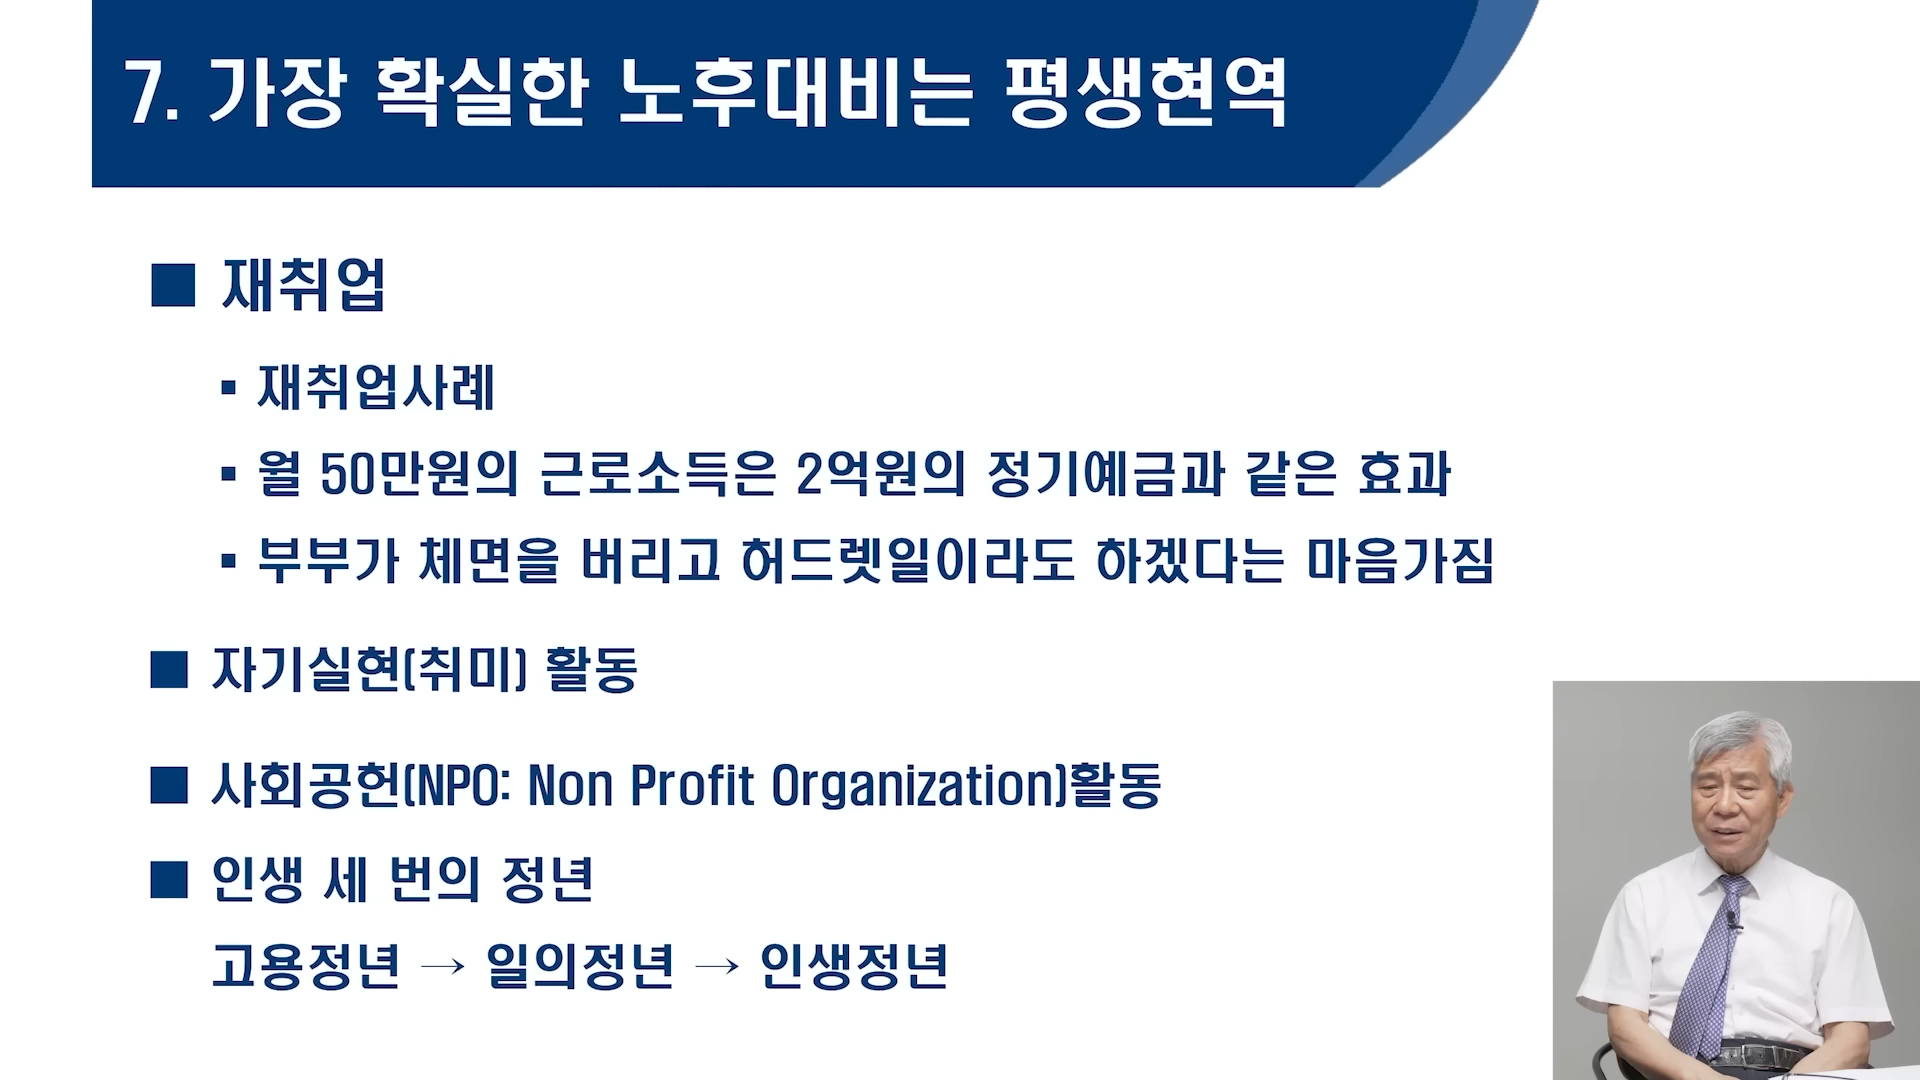 7. 가장 확실한 노후대비는 평생현역
■ 재취업
▪ 재취업사례
▪ 월 50만원의 근로소득은 2억원의 정기예금과 같은 효과
▪ 부부가 체면을 버리고 허드렛일이라도 하겠다는 마음가짐
■ 자기실현(취미) 활동
■ 사회공헌(NPO: Non Profit Organization)활동
■ 인생 세 번의 정년
고용정년 → 일의정년 → 인생정년